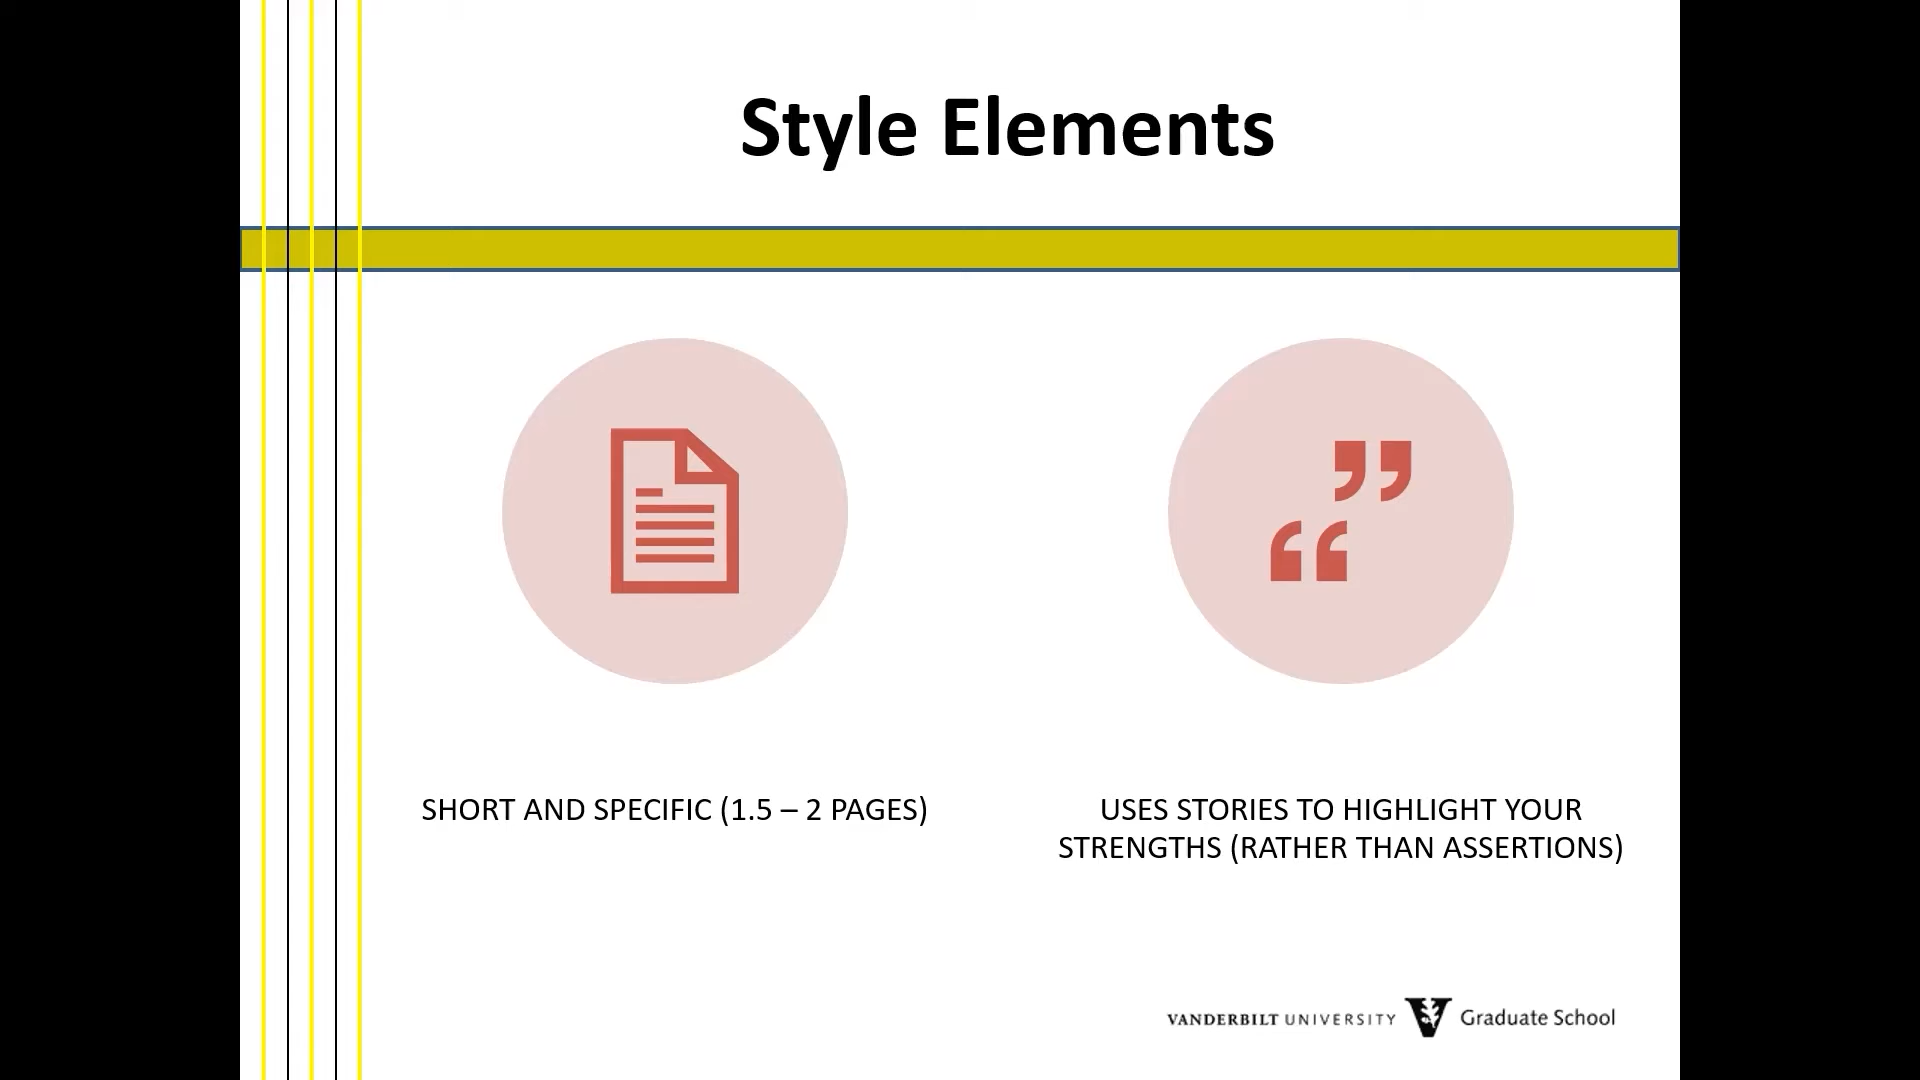 Style Elements
SHORT AND SPECIFIC (1.5 – 2 PAGES)
USES STORIES TO HIGHLIGHT YOUR
STRENGTHS (RATHER THAN ASSERTIONS)
VANDERBILT UNIVERSITY V Graduate School